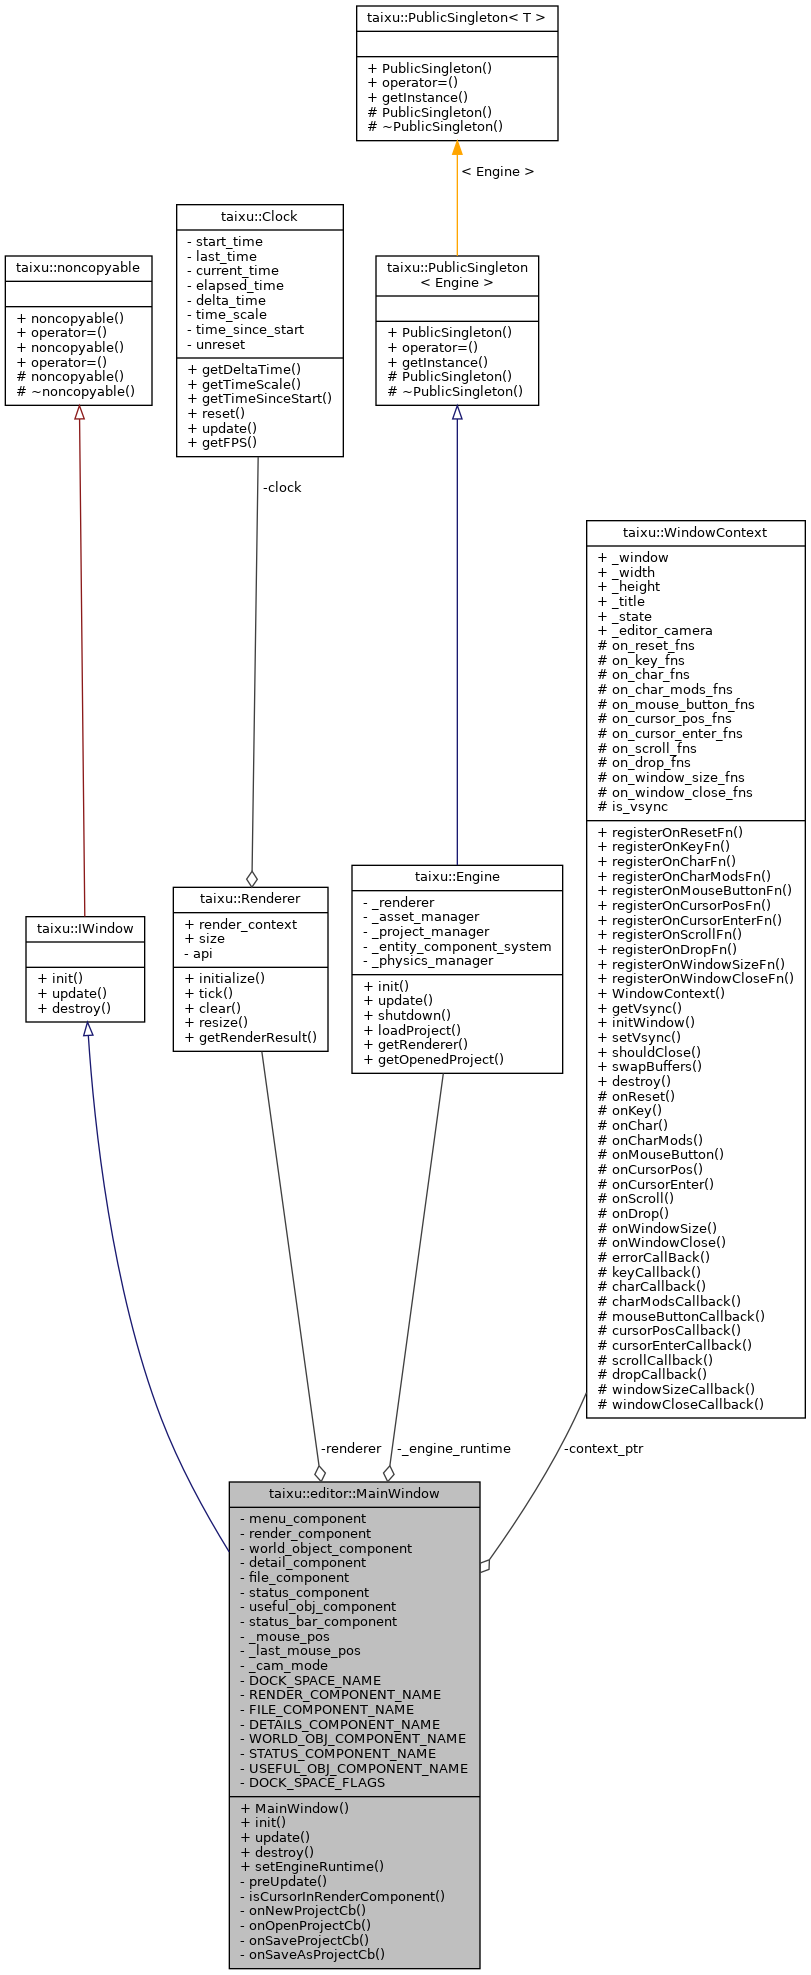 taixu::PublicSingleton< T >
+ PublicSingleton()
+ operator=()
+ getInstance()
# PublicSingleton()
# ~PublicSingleton()
< Engine >
taixu::Clock
- start_time
- last_time
- current_time
- elapsed_time
- delta_time
- time_scale
- time_since_start
- unreset
+ getDeltaTime()
+ getTimeScale()
+ getTimeSinceStart()
+ reset()
+ update()
+ getFPS()
taixu::noncopyable
+ noncopyable()
+ operator=()
+ noncopyable()
+ operator=()
# noncopyable()
# ~noncopyable()
taixu::PublicSingleton
< Engine >
+ PublicSingleton()
+ operator=()
+ getInstance()
# PublicSingleton()
# ~PublicSingleton()
-clock
taixu::WindowContext
+ _window
+ _width
+ _height
+ _title
+ _state
+ _editor_camera
# on_reset_fns
# on_key_fns
# on_char_fns
# on_char_mods_fns
# on_mouse_button_fns
# on_cursor_pos_fns
# on_cursor_enter_fns
# on_scroll_fns
# on_drop_fns
# on_window_size_fns
# on_window_close_fns
# is_vsync
+ registerOnResetFn()
+ registerOnKeyFn()
+ registerOnCharFn()
+ registerOnCharModsFn()
+ registerOnMouseButtonFn()
+ registerOnCursorPosFn()
+ registerOnCursorEnterFn()
+ registerOnScrollFn()
+ registerOnDropFn()
+ registerOnWindowSizeFn()
+ registerOnWindowCloseFn()
+ WindowContext()
+ getVsync()
+ initWindow()
+ setVsync()
+ shouldClose()
+ swapBuffers()
+ destroy()
# onReset()
# onKey()
# onChar()
# onCharMods()
# onMouseButton()
# onCursorPos()
# onCursorEnter()
# onScroll()
# onDrop()
# onWindowSize()
# onWindowClose()
# errorCallBack()
# keyCallback()
# charCallback()
# charModsCallback()
# mouseButtonCallback()
# cursorPosCallback()
# cursorEnterCallback()
# scrollCallback()
# dropCallback()
# windowSizeCallback()
# windowCloseCallback()
taixu::IWindow
+ init()
+ update()
+ destroy()
taixu::Renderer
+ render_context
+ size
- api
+ initialize()
+ tick()
+ clear()
+ resize()
+ getRenderResult()
taixu::Engine
- _renderer
- _asset_manager
- _project_manager
- _entity_component_system
- _physics_manager
+ init()
+ update()
+ shutdown()
+ loadProject()
+ getRenderer()
+ getOpenedProject()
-renderer
-_engine_runtime
-context_ptr
taixu::editor::MainWindow
- menu_component
- render_component
- world_object_component
- detail_component
- file_component
- status_component
- useful_obj_component
- status_bar_component
- _mouse_pos
- _last_mouse_pos
- _cam_mode
- DOCK_SPACE_NAME
- RENDER_COMPONENT_NAME
- FILE_COMPONENT_NAME
- DETAILS_COMPONENT_NAME
- WORLD_OBJ_COMPONENT_NAME
- STATUS_COMPONENT_NAME
- USEFUL_OBJ_COMPONENT_NAME
- DOCK_SPACE_FLAGS
+ MainWindow()
+ init()
+ update()
+ destroy()
+ setEngineRuntime()
- preUpdate()
- isCursorInRenderComponent()
- onNewProjectCb()
- onOpenProjectCb()
- onSaveProjectCb()
- onSaveAsProjectCb()